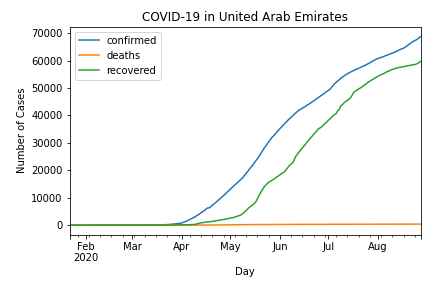 COVID-19 in United Arab Emirates
70000
60000
50000
40000
30000
20000
10000
0
Number of Cases
confirmed
deaths
recovered
Feb Mar Apr May Jun Jul Aug
2020
Day